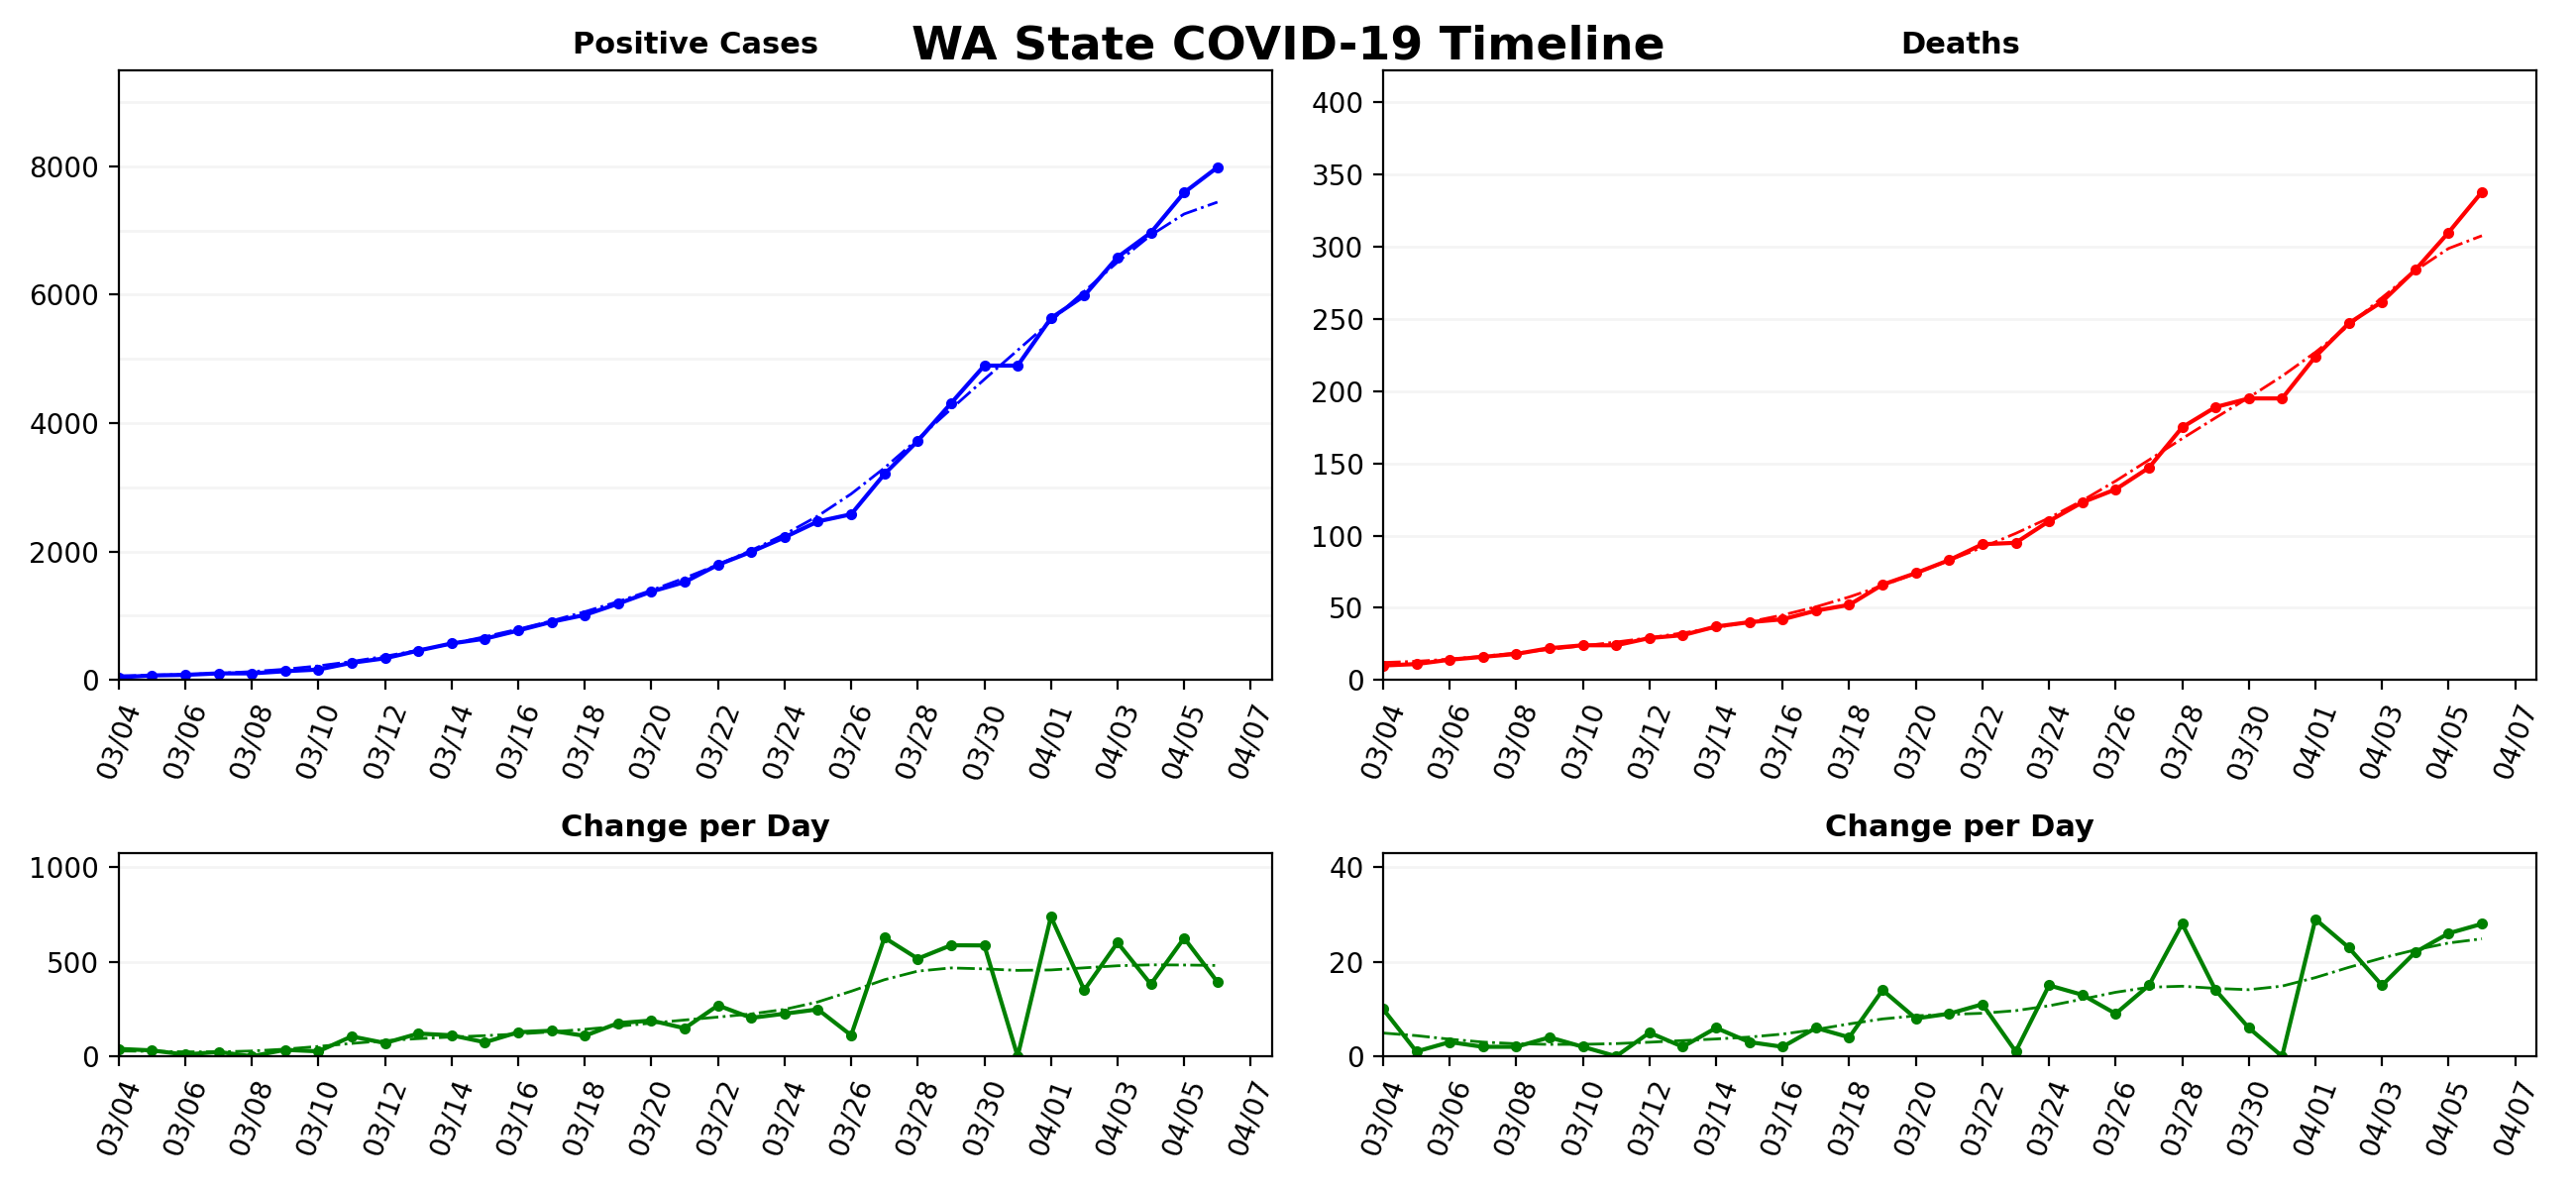 WA State COVID-19 Timeline
Positive Cases
8000
6000
4000
2000
0
03/04 03/06 03/08 03/10 03/12 03/14 03/16 03/18 03/20 03/22 03/24 03/26 03/28 03/30 04/01 04/03 04/05 04/07
Deaths
400
350
300
250
200
150
100
50
0
03/04 03/06 03/08 03/10 03/12 03/14 03/16 03/18 03/20 03/22 03/24 03/26 03/28 03/30 04/01 04/03 04/05 04/07
Change per Day
1000
500
0
03/04 03/06 03/08 03/10 03/12 03/14 03/16 03/18 03/20 03/22 03/24 03/26 03/28 03/30 04/01 04/03 04/05 04/07
Change per Day
40
20
0
03/04 03/06 03/08 03/10 03/12 03/14 03/16 03/18 03/20 03/22 03/24 03/26 03/28 03/30 04/01 04/03 04/05 04/07